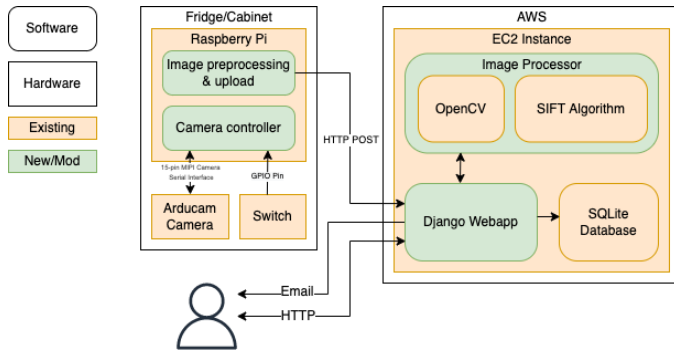 Software
Hardware
Existing
New/Mod
Fridge/Cabinet
Raspberry Pi
Image preprocessing
& upload
Camera controller
15-pin MIPI Camera
Serial Interface
GPIO Pin
Arducam
Camera
Switch
HTTP POST
AWS
EC2 Instance
Image Processor
OpenCV
SIFT Algorithm
Django Webapp
SQLite
Database
Email
HTTP